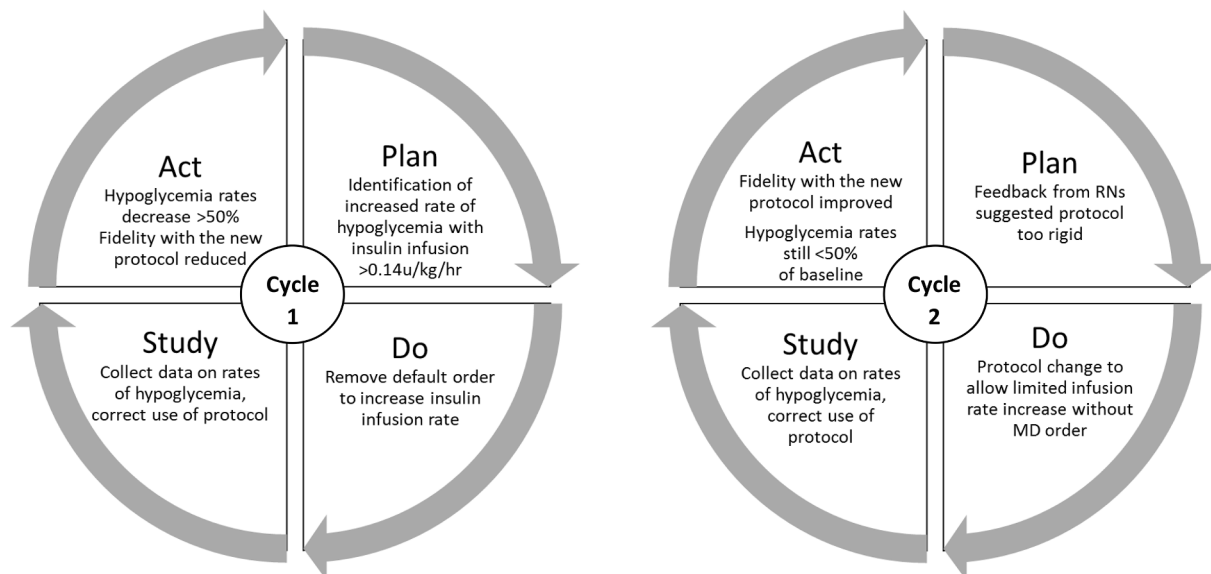 Act
Hypoglycemia rates
decrease >50%
Fidelity with the new
protocol reduced
Plan
Identification of
increased rate of
hypoglycemia with
insulin infusion
>0.14u/kg/hr
Cycle
1
Study
Collect data on rates
of hypoglycemia,
correct use of protocol
Do
Remove default order
to increase insulin
infusion rate
Act
Fidelity with the new
protocol improved
Hypoglycemia rates
still <50%
of baseline
Plan
Feedback from RNs
suggested protocol
too rigid
Cycle
2
Study
Collect data on rates
of hypoglycemia,
correct use of
protocol
Do
Protocol change to
allow limited infusion
rate increase without
MD order